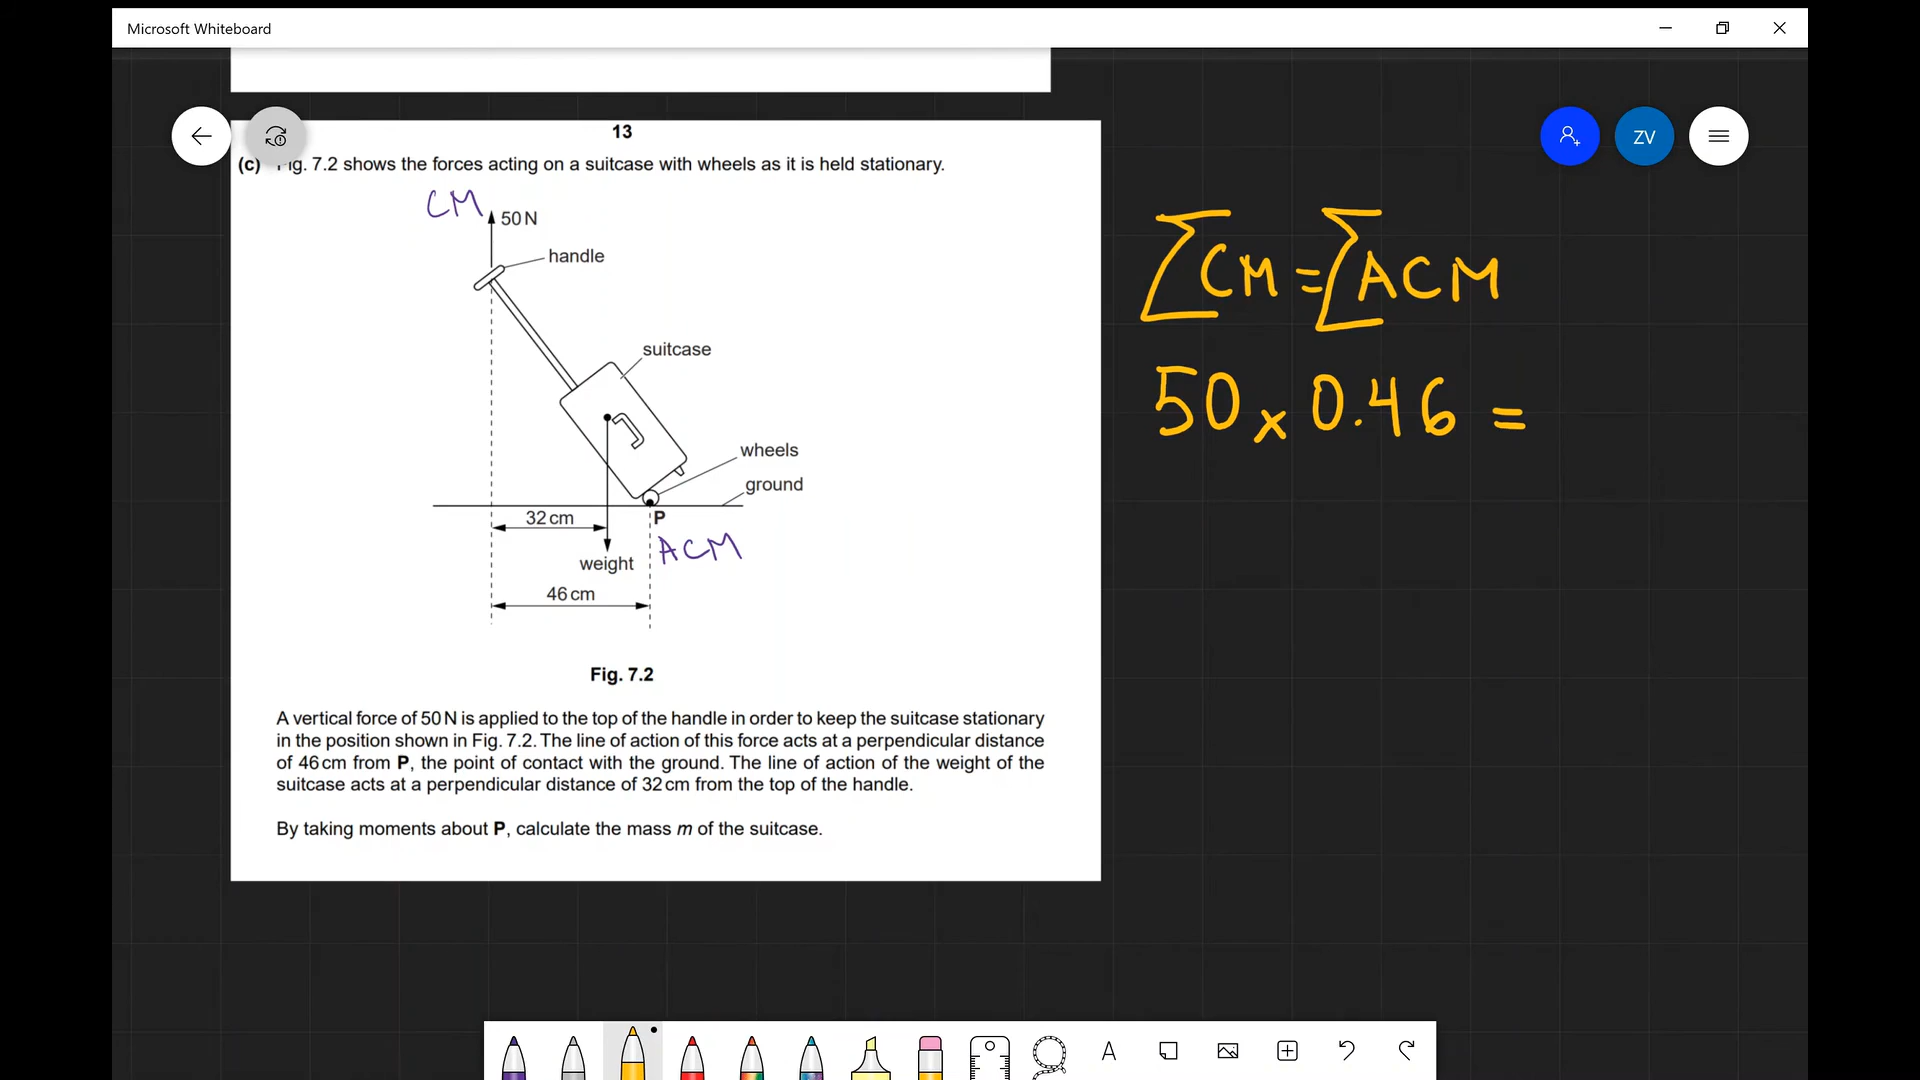 Microsoft Whiteboard
13
(c) Fig. 7.2 shows the forces acting on a suitcase with wheels as it is held stationary.
CM
50 N
handle
suitcase
wheels
ground
32 cm
P
ACM
weight
46 cm
Fig. 7.2
A vertical force of 50 N is applied to the top of the handle in order to keep the suitcase stationary
in the position shown in Fig. 7.2. The line of action of this force acts at a perpendicular distance
of 46 cm from P, the point of contact with the ground. The line of action of the weight of the
suitcase acts at a perpendicular distance of 32 cm from the top of the handle.
By taking moments about P, calculate the mass m of the suitcase.
ZV
∑CM = ∑ACM
50 x 0.46 =
A